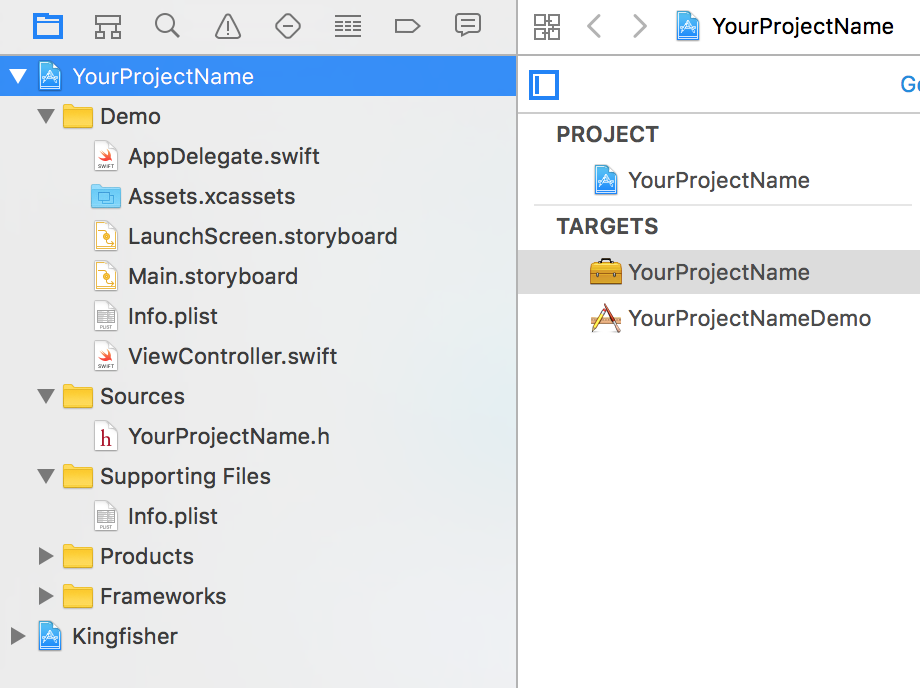 YourProjectName
Demo
AppDelegate.swift
Assets.xcassets
LaunchScreen.storyboard
Main.storyboard
Info.plist
ViewController.swift
Sources
YourProjectName.h
Supporting Files
Info.plist
Products
Frameworks
Kingfisher
YourProjectName
Ge
PROJECT
YourProjectName
TARGETS
YourProjectName
YourProjectNameDemo